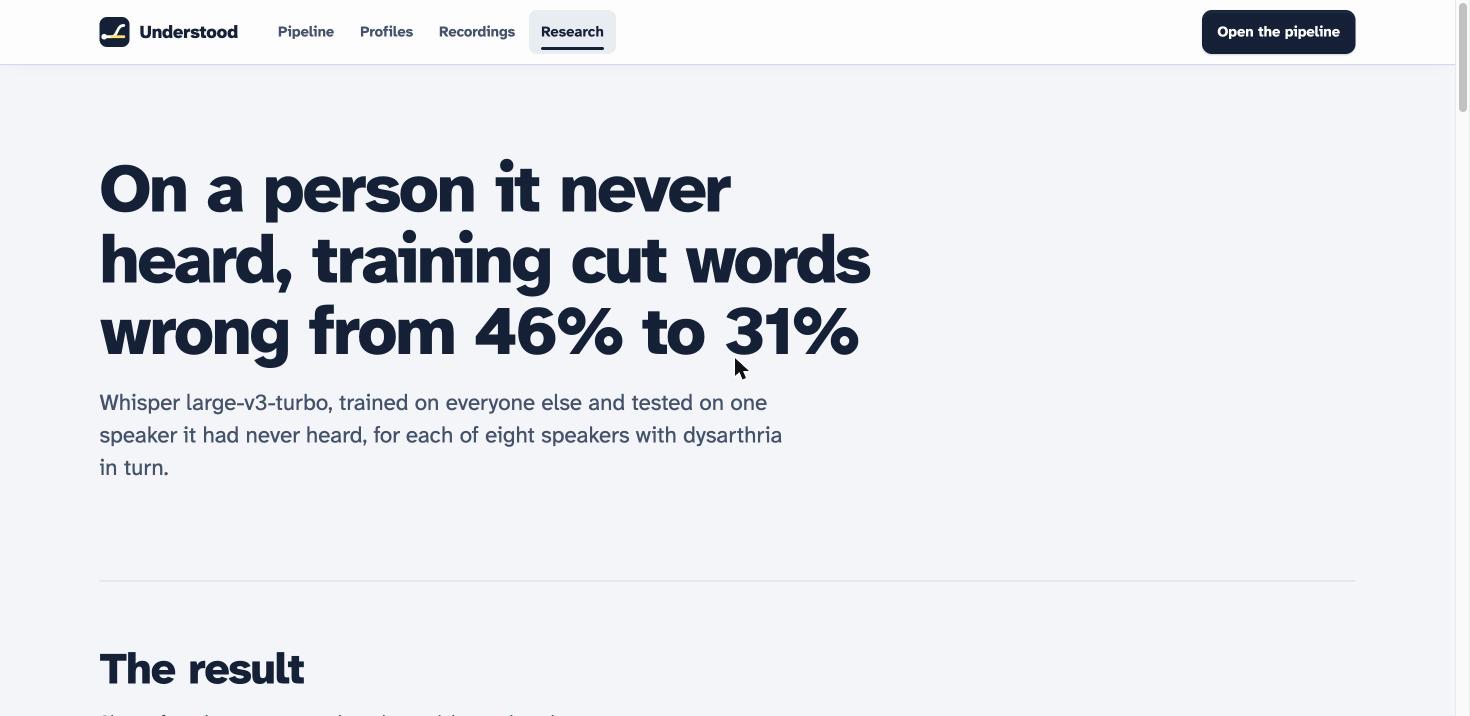 Understood
Pipeline
Profiles
Recordings
Research
Open the pipeline
On a person it never
heard, training cut words
wrong from 46% to 31%
Whisper large-v3-turbo, trained on everyone else and tested on one
speaker it had never heard, for each of eight speakers with dysarthria
in turn.
The result